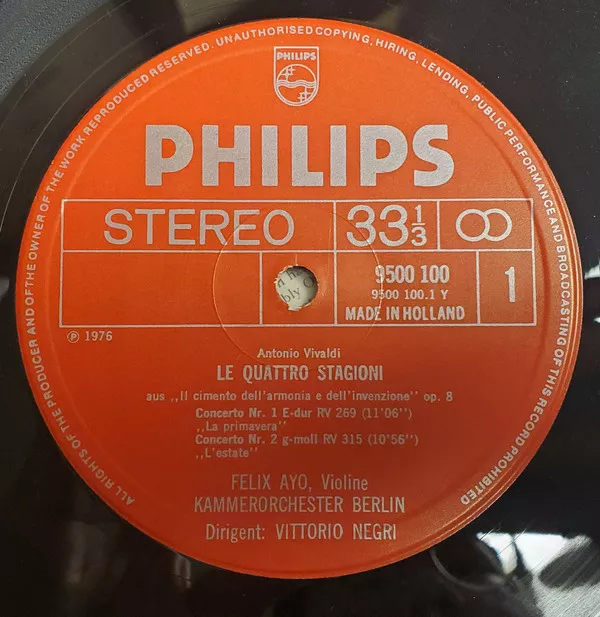 ALL RIGHTS OF THE PRODUCER AND OF THE OWNER OF THE WORK REPRODUCED RESERVED. UNAUTHORISED COPYING, HIRING, LENDING, PUBLIC PERFORMANCE AND BROADCASTING OF THIS RECORD PROHIBITED
PHILIPS
PHILIPS
STEREO 33⅓
9500 100
9500 100.1 Y
1
MADE IN HOLLAND
℗ 1976
Antonio Vivaldi
LE QUATTRO STAGIONI
aus „Il cimento dell'armonia e dell'invenzione" op. 8
Concerto Nr. 1 E-dur RV 269 (11'06'')
„La primavera"
Concerto Nr. 2 g-moll RV 315 (10'56'')
„L'estate"
FELIX AYO, Violine
KAMMERORCHESTER BERLIN
Dirigent: VITTORIO NEGRI